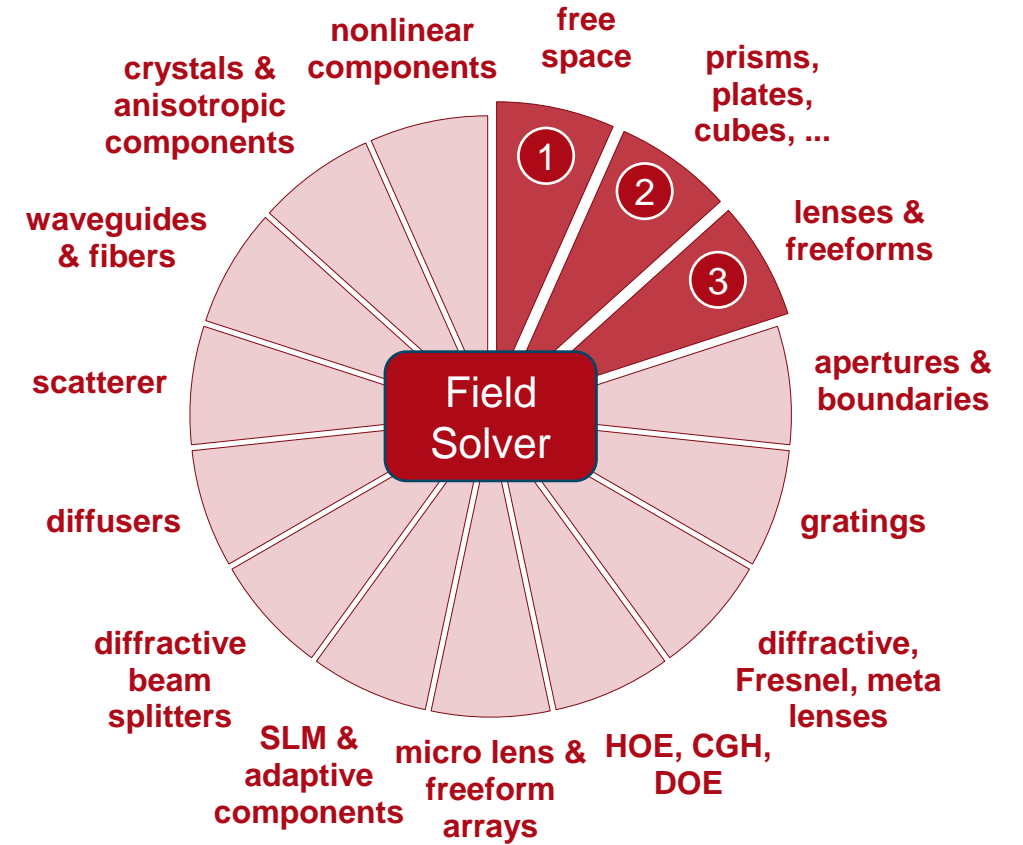 free
space
1
prisms,
plates,
cubes, ...
2
lenses &
freeforms
3
apertures &
boundaries
gratings
diffractive,
Fresnel, meta
lenses
HOE, CGH,
DOE
micro lens &
freeform
arrays
SLM &
adaptive
components
diffractive
beam
splitters
diffusers
scatterer
waveguides
& fibers
crystals &
anisotropic
components
nonlinear
components
Field
Solver